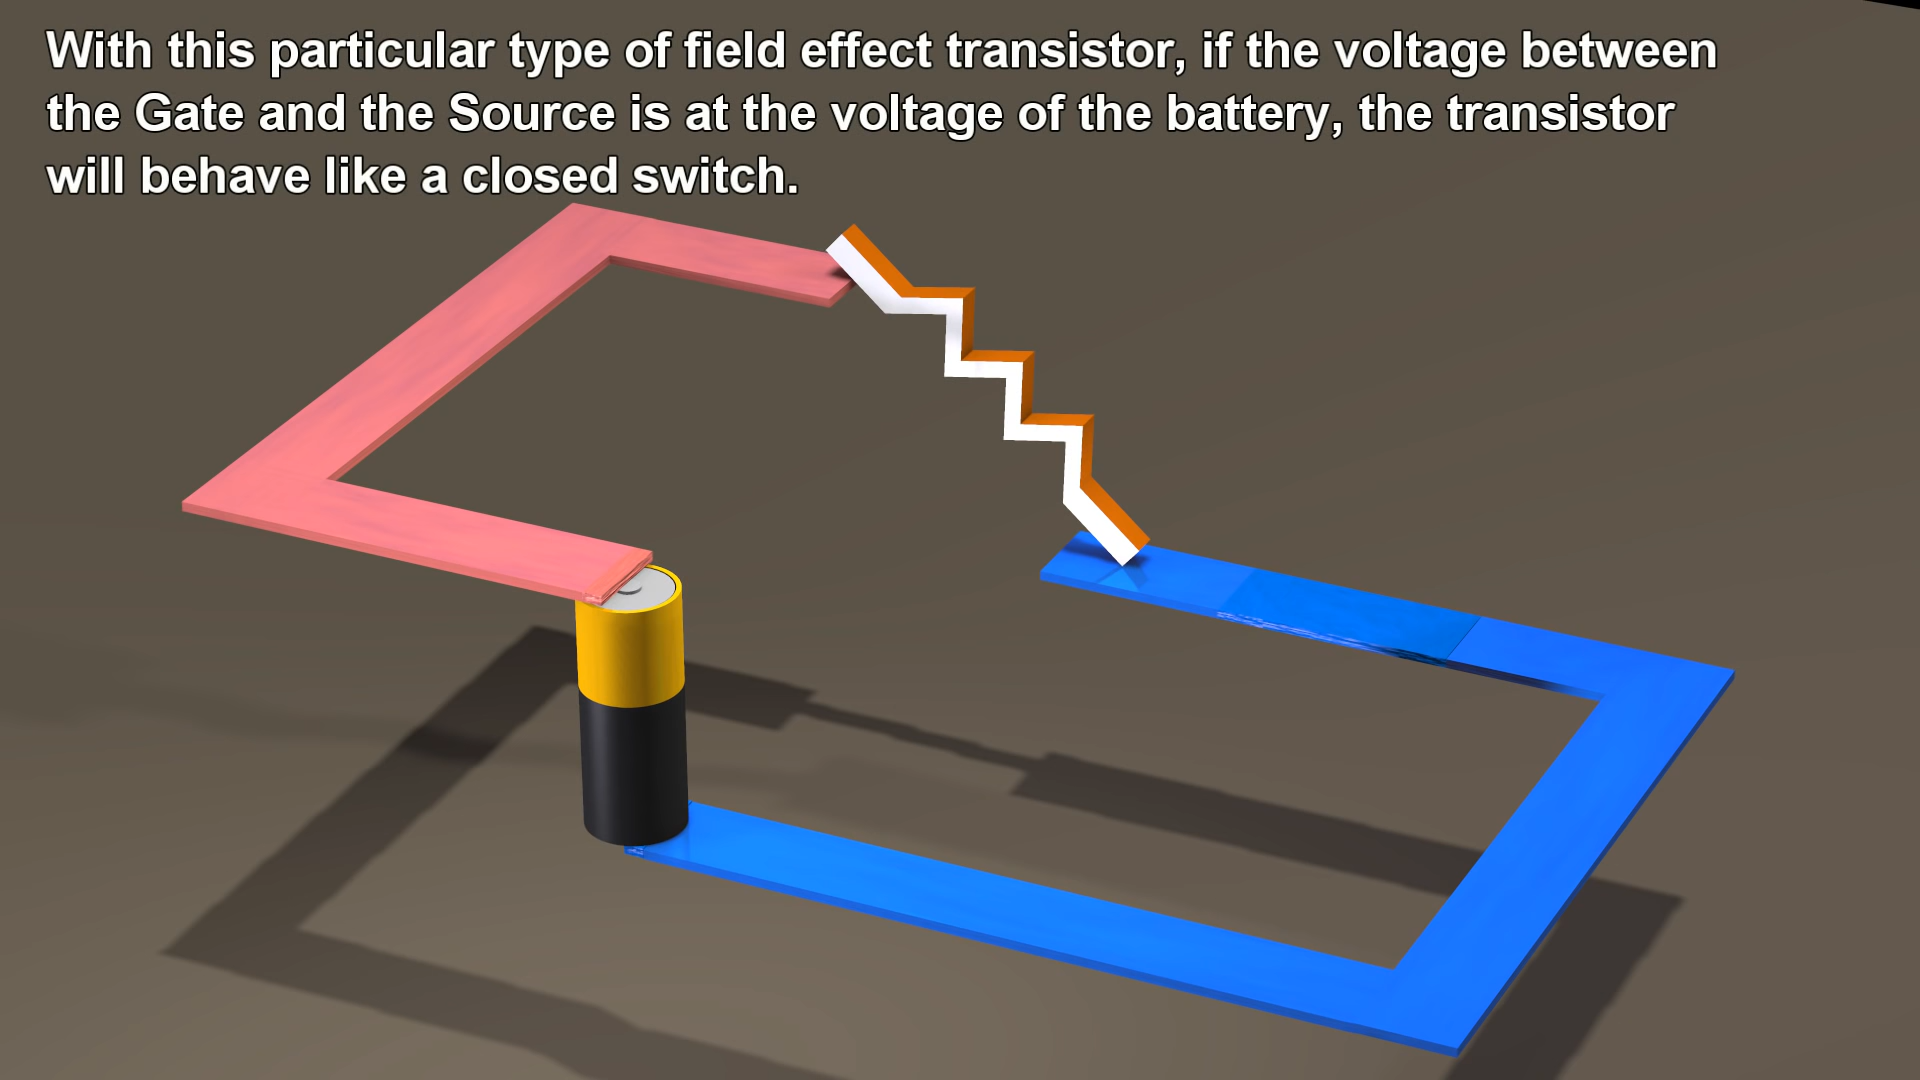 With this particular type of field effect transistor, if the voltage between
the Gate and the Source is at the voltage of the battery, the transistor
will behave like a closed switch.